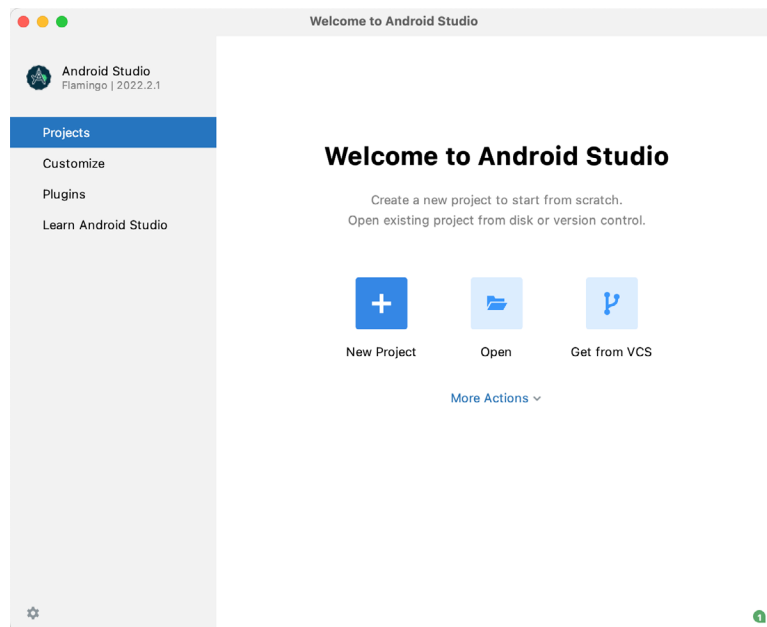 Welcome to Android Studio
Android Studio
Flamingo | 2022.2.1
Projects
Customize
Plugins
Learn Android Studio
Welcome to Android Studio
Create a new project to start from scratch.
Open existing project from disk or version control.
New Project
Open
Get from VCS
More Actions
1